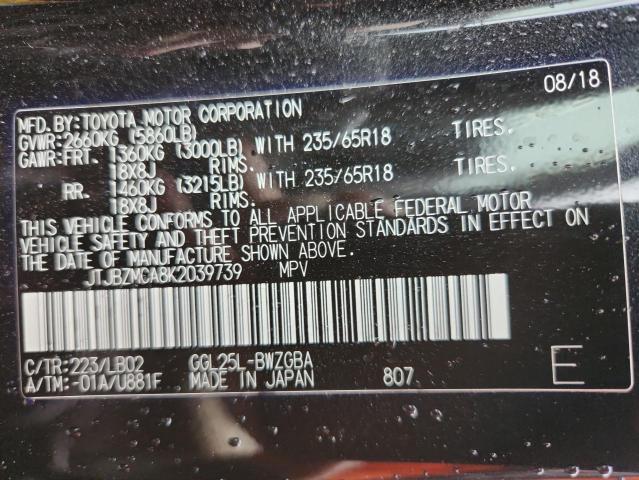 08/18
MFD. BY: TOYOTA MOTOR CORPORATION
GVWR: 2660KG (5860LB)
GAWR: FRT. 1360KG (3000LB) WITH 235/65R18 TIRES.
18X8J RIMS.
RR. 1460KG (3215LB) WITH 235/65R18 TIRES.
18X8J RIMS.
THIS VEHICLE CONFORMS TO ALL APPLICABLE FEDERAL MOTOR
VEHICLE SAFETY AND THEFT PREVENTION STANDARDS IN EFFECT ON
THE DATE OF MANUFACTURE SHOWN ABOVE.
JTJBZMCA8K2039739 MPV
C/TR: 223/LB02 GGL25L-BWZGBA
A/TM: -01A/U881F MADE IN JAPAN 807 E